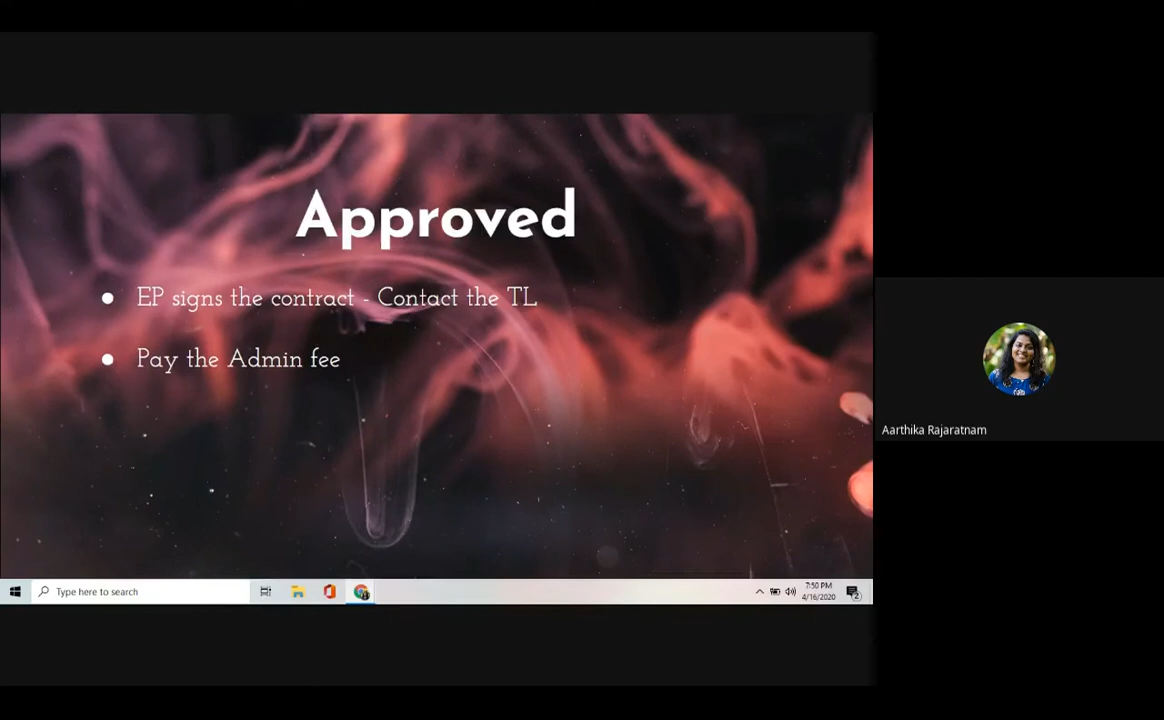 Approved
EP signs the contract - Contact the TL
Pay the Admin fee
Aarthika Rajaratnam
Type here to search
7:50 PM
4/16/2020
2